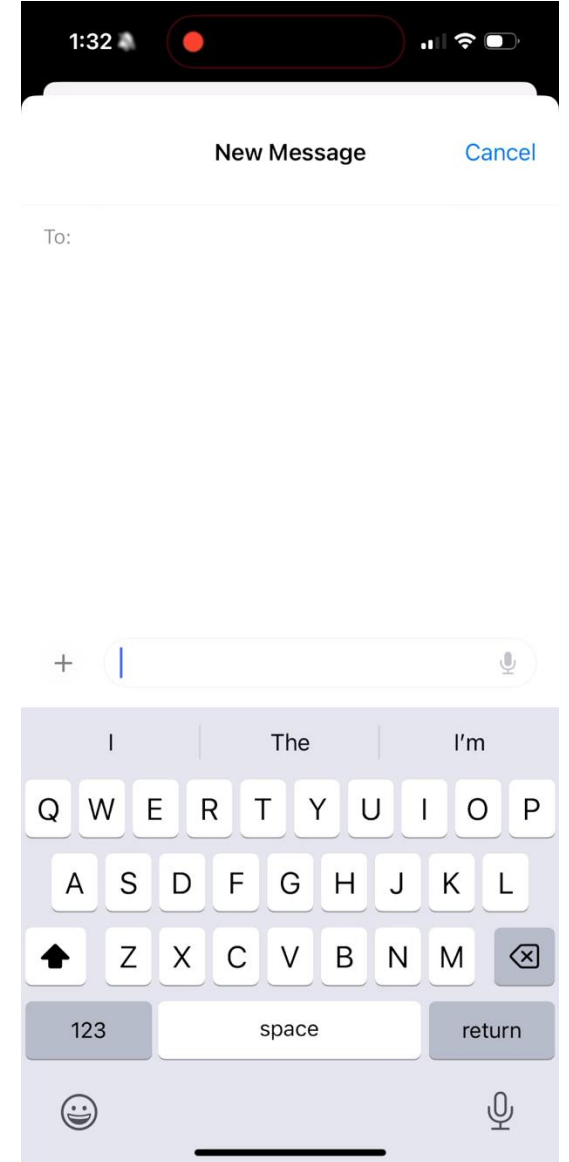 1:32
New Message Cancel
To:
I The I'm
Q W E R T Y U I O P
A S D F G H J K L
Z X C V B N M
123 space return